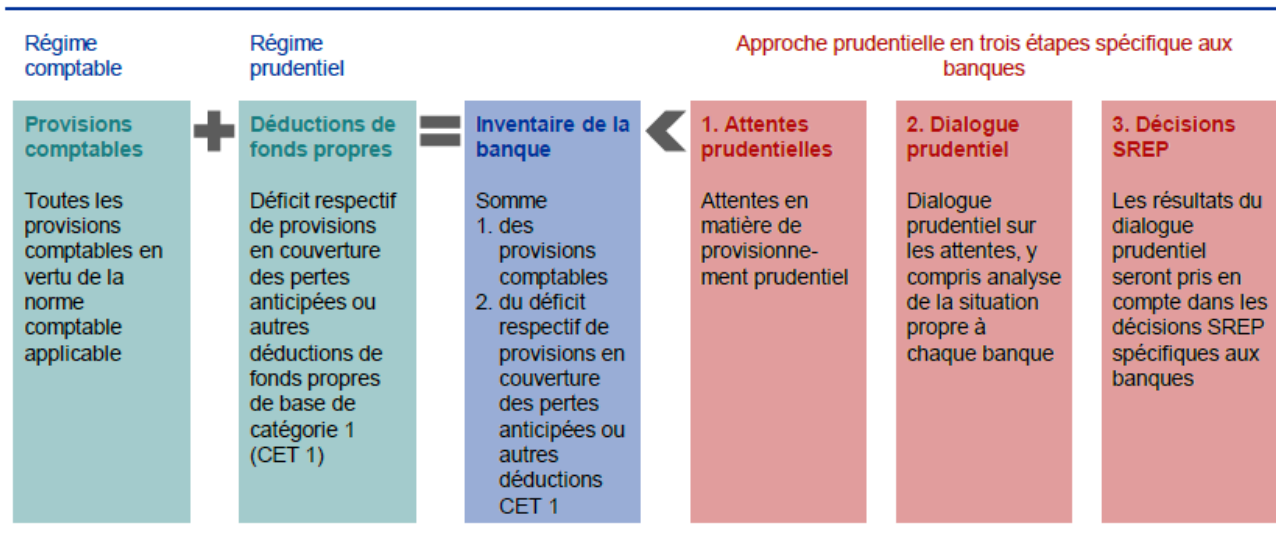 Régime
comptable
Régime
prudentiel
Approche prudentielle en trois étapes spécifique aux
banques
Provisions
comptables
Toutes les
provisions
comptables en
vertu de la
norme
comptable
applicable
Déductions de
fonds propres
Déficit respectif
de provisions
en couverture
des pertes
anticipées ou
autres
déductions de
fonds propres
de base de
catégorie 1
(CET 1)
Inventaire de la
banque
Somme
1. des
provisions
comptables
2. du déficit
respectif de
provisions en
couverture
des pertes
anticipées ou
autres
déductions
CET 1
1. Attentes
prudentielles
Attentes en
matière de
provisionne-
ment prudentiel
2. Dialogue
prudentiel
Dialogue
prudentiel sur
les attentes, y
compris analyse
de la situation
propre à
chaque banque
3. Décisions
SREP
Les résultats du
dialogue
prudentiel
seront pris en
compte dans les
décisions SREP
spécifiques aux
banques